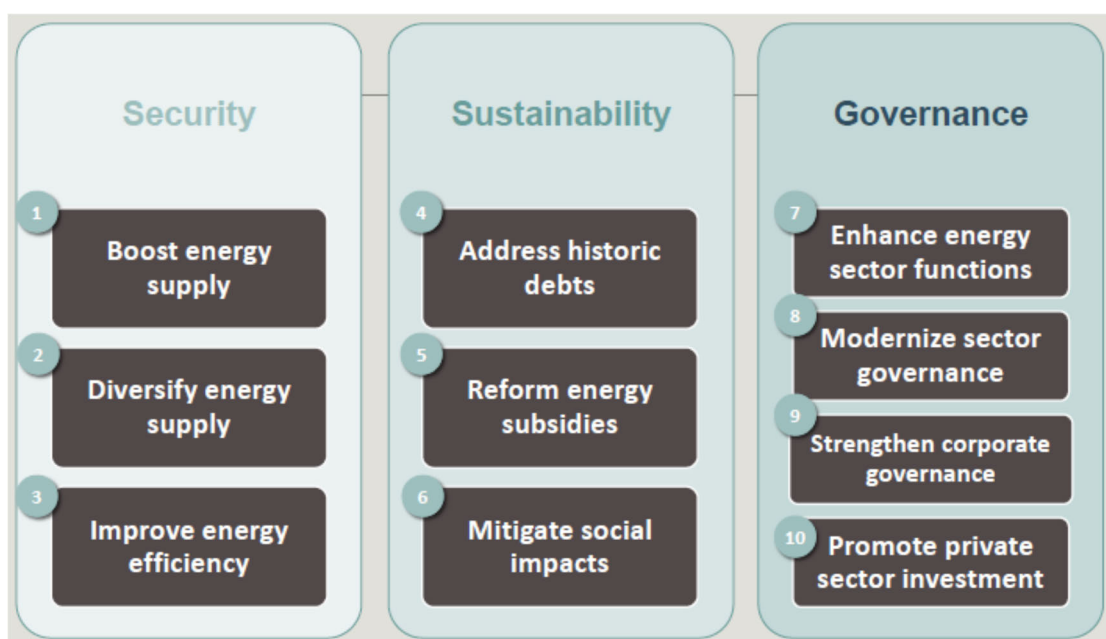 Security
1
Boost energy
supply
2
Diversify energy
supply
3
Improve energy
efficiency
Sustainability
4
Address historic
debts
5
Reform energy
subsidies
6
Mitigate social
impacts
Governance
7
Enhance energy
sector functions
8
Modernize sector
governance
9
Strengthen corporate
governance
10
Promote private
sector investment